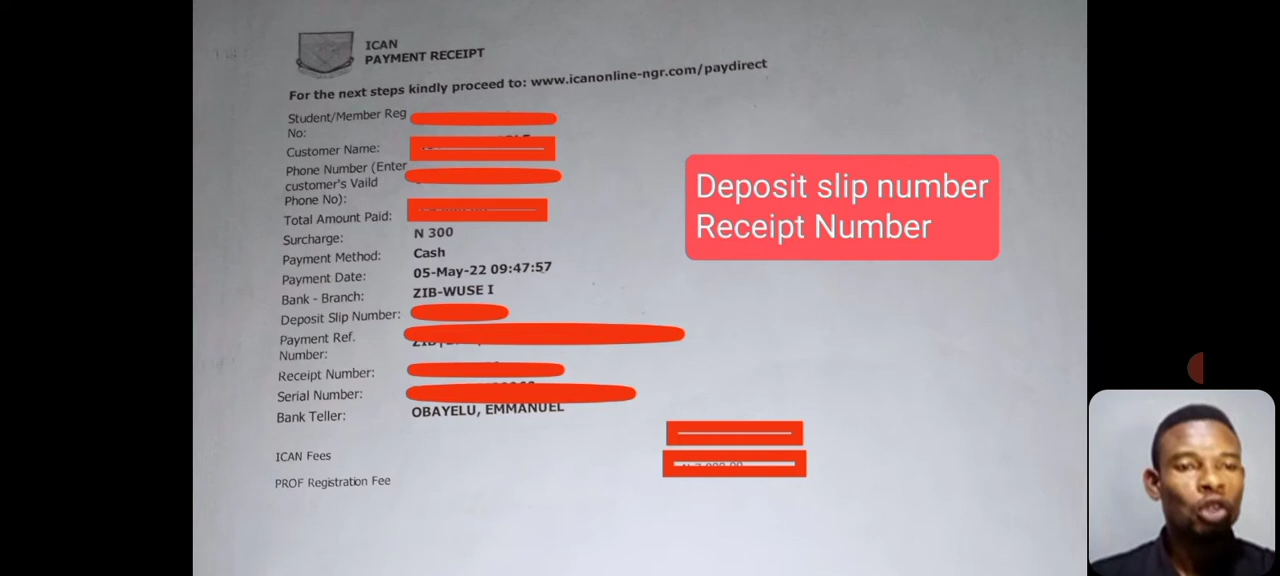 ICAN
PAYMENT RECEIPT
For the next steps kindly proceed to: www.icanonline-ngr.com/paydirect
Student/Member Reg
No:
Customer Name:
Phone Number (Enter
customer's Vaild
Phone No):
Total Amount Paid:
Surcharge: N 300
Payment Method: Cash
Payment Date: 05-May-22 09:47:57
Bank - Branch: ZIB-WUSE I
Deposit Slip Number:
Payment Ref.
Number:
Receipt Number:
Serial Number:
Bank Teller: OBAYELU, EMMANUEL
ICAN Fees
PROF Registration Fee
Deposit slip number
Receipt Number